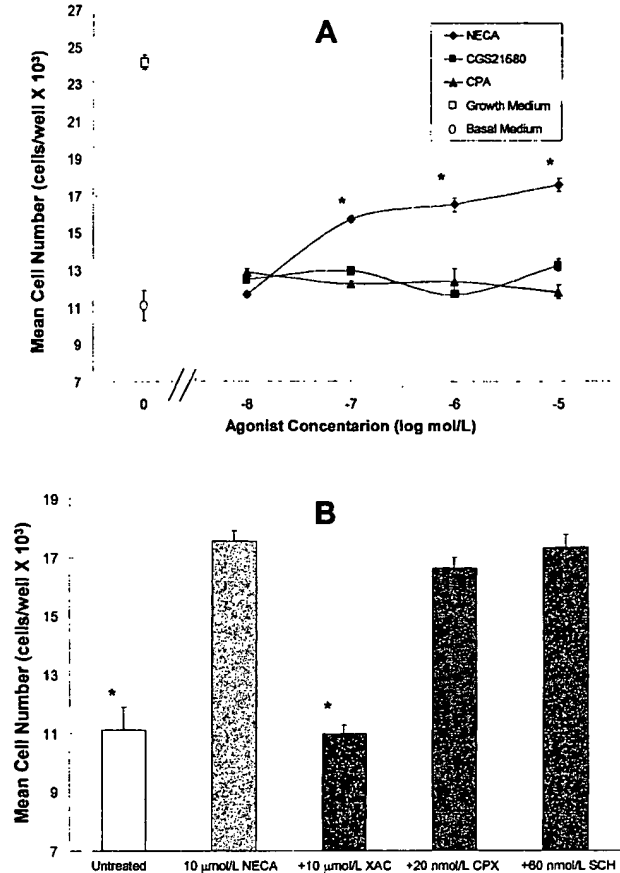 A
NECA
CGS21680
CPA
Growth Medium
Basal Medium
Mean Cell Number (cells/well X 10³)
27
25
23
21
19
17
15
13
11
9
7
* * *
0 -8 -7 -6 -5
Agonist Concentarion (log mol/L)
B
Mean Cell Number (cells/well X 10³)
19
17
15
13
11
9
7
* *
Untreated 10 µmol/L NECA +10 µmol/L XAC +20 nmol/L CPX +60 nmol/L SCH